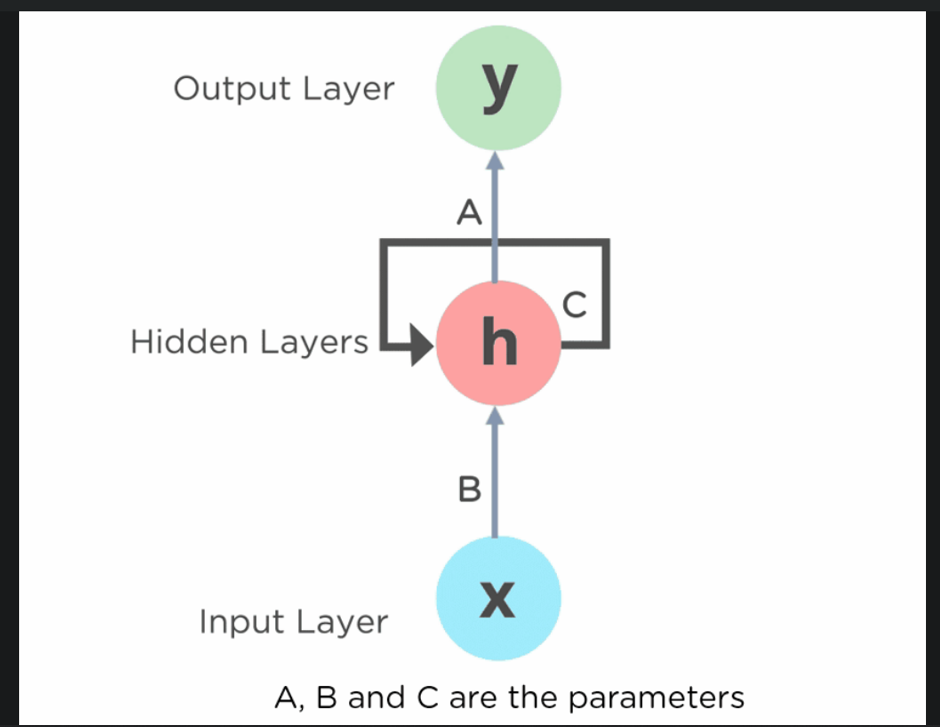 Output Layer
y
A
C
Hidden Layers
h
B
x
Input Layer
A, B and C are the parameters